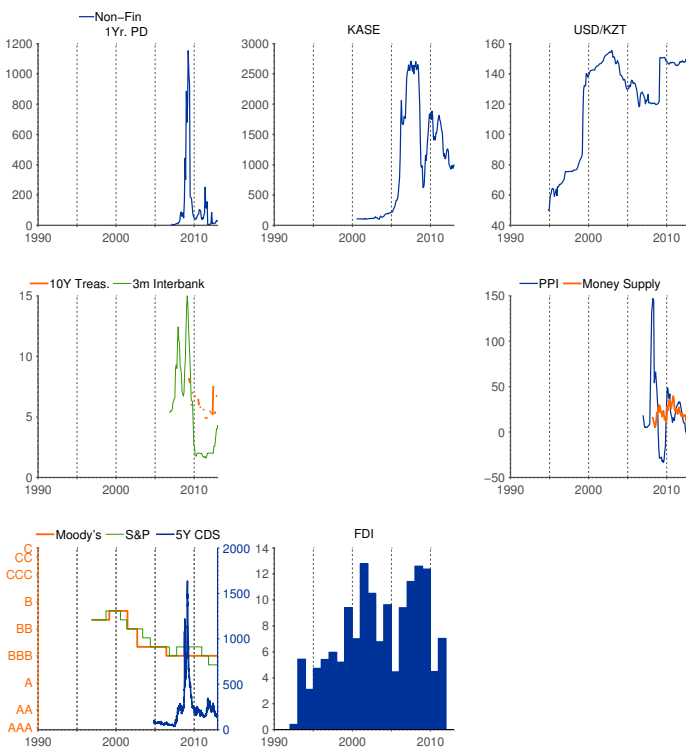 Non−Fin
1Yr. PD
1200
1000
800
600
400
200
0
1990 2000 2010
KASE
3000
2500
2000
1500
1000
500
0
1990 2000 2010
USD/KZT
160
140
120
100
80
60
40
1990 2000 2010
10Y Treas. 3m Interbank
15
10
5
0
1990 2000 2010
PPI Money Supply
150
100
50
0
−50
1990 2000 2010
Moody's S&P 5Y CDS
C
CC
CCC
B
BB
BBB
A
AA
AAA
2000
1500
1000
500
0
1990 2000 2010
FDI
14
12
10
8
6
4
2
0
1990 2000 2010